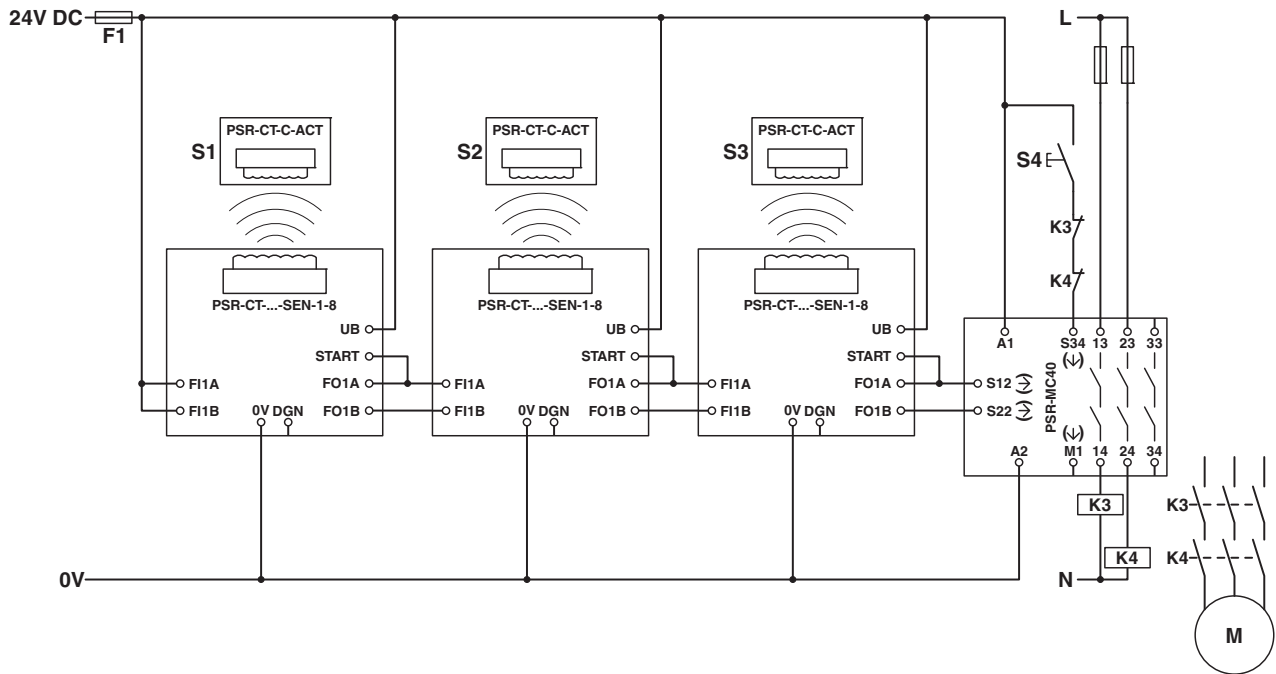 24V DC
F1
L
PSR-CT-C-ACT
PSR-CT-C-ACT
PSR-CT-C-ACT
S1
S2
S3
S4
K3
K4
PSR-CT-...-SEN-1-8
PSR-CT-...-SEN-1-8
PSR-CT-...-SEN-1-8
UB
UB
UB
START
START
START
A1
S34
13
23
33
FI1A
FO1A
FI1A
FO1A
FI1A
FO1A
S12
FI1B
0V
DGN
FO1B
FI1B
0V
DGN
FO1B
FI1B
0V
DGN
FO1B
S22
PSR-MC40
A2
M1
14
24
34
K3
K3
K4
K4
0V
N
M